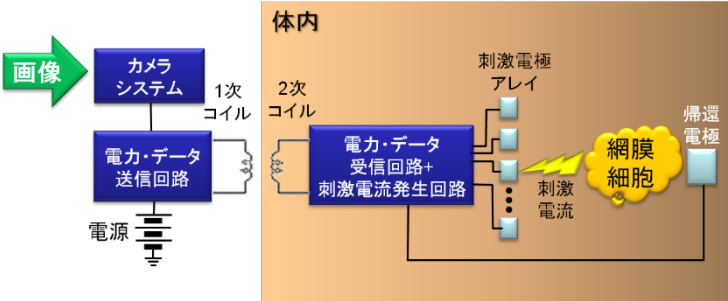 体内
画像
カメラ
システム
1次
コイル
2次
コイル
刺激電極
アレイ
帰還
電極
電力・データ
送信回路
電力・データ
受信回路+
刺激電流発生回路
網膜
細胞
刺激
電流
電源